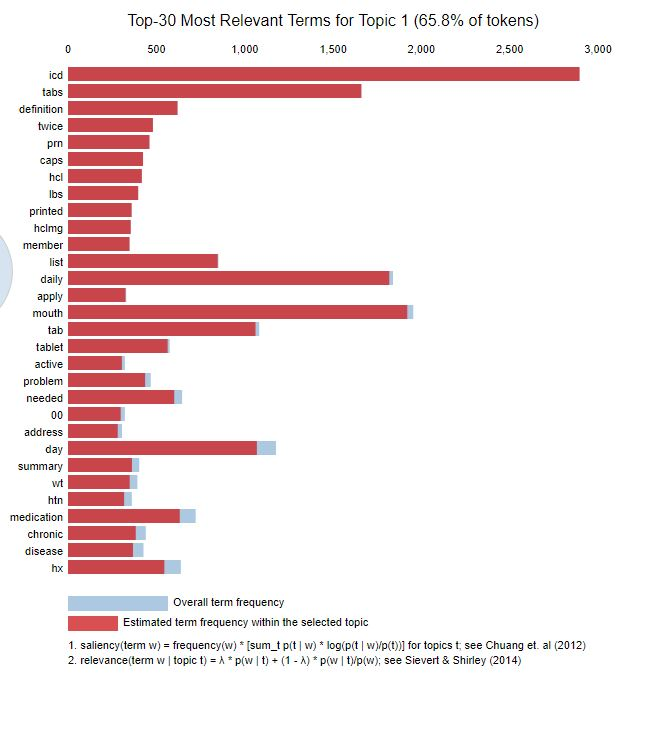 Top-30 Most Relevant Terms for Topic 1 (65.8% of tokens)
0 500 1,000 1,500 2,000 2,500 3,000
icd
tabs
definition
twice
prn
caps
hcl
lbs
printed
hclmg
member
list
daily
apply
mouth
tab
tablet
active
problem
needed
00
address
day
summary
wt
htn
medication
chronic
disease
hx
Overall term frequency
Estimated term frequency within the selected topic
1. saliency(term w) = frequency(w) * [sum_t p(t | w) * log(p(t | w)/p(t))] for topics t; see Chuang et. al (2012)
2. relevance(term w | topic t) = λ * p(w | t) + (1 - λ) * p(w | t)/p(w); see Sievert & Shirley (2014)